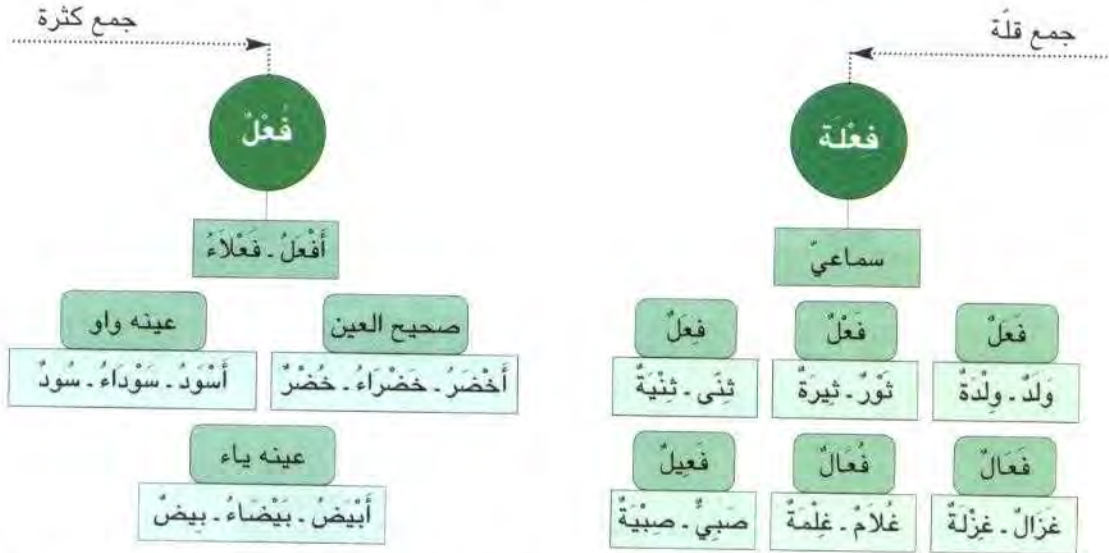 جمع قلّة
فِعْلَة
سماعيّ
فَعَلٌ
وَلَدٌ - وِلْدَةٌ
فَعْلٌ
ثَوْرٌ - ثِيرَةٌ
فِعَلٌ
ثِنًى - ثِنْيَةٌ
فَعَالٌ
غَزَالٌ - غِزْلَةٌ
فُعَالٌ
غُلَامٌ - غِلْمَةٌ
فَعِيلٌ
صَبِيٌّ - صِبْيَةٌ
جمع كثرة
فُعْلٌ
أَفْعَلُ - فَعْلَاءُ
صحيح العين
أَخْضَرُ - خَضْرَاءُ - خُضْرٌ
عينه واو
أَسْوَدُ - سَوْدَاءُ - سُودٌ
عينه ياء
أَبْيَضُ - بَيْضَاءُ - بِيضٌ